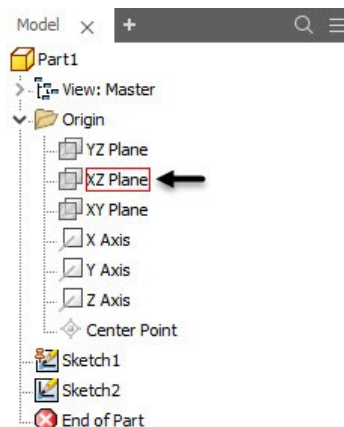 Model × +
Part1
View: Master
Origin
YZ Plane
XZ Plane
XY Plane
X Axis
Y Axis
Z Axis
Center Point
Sketch1
Sketch2
End of Part